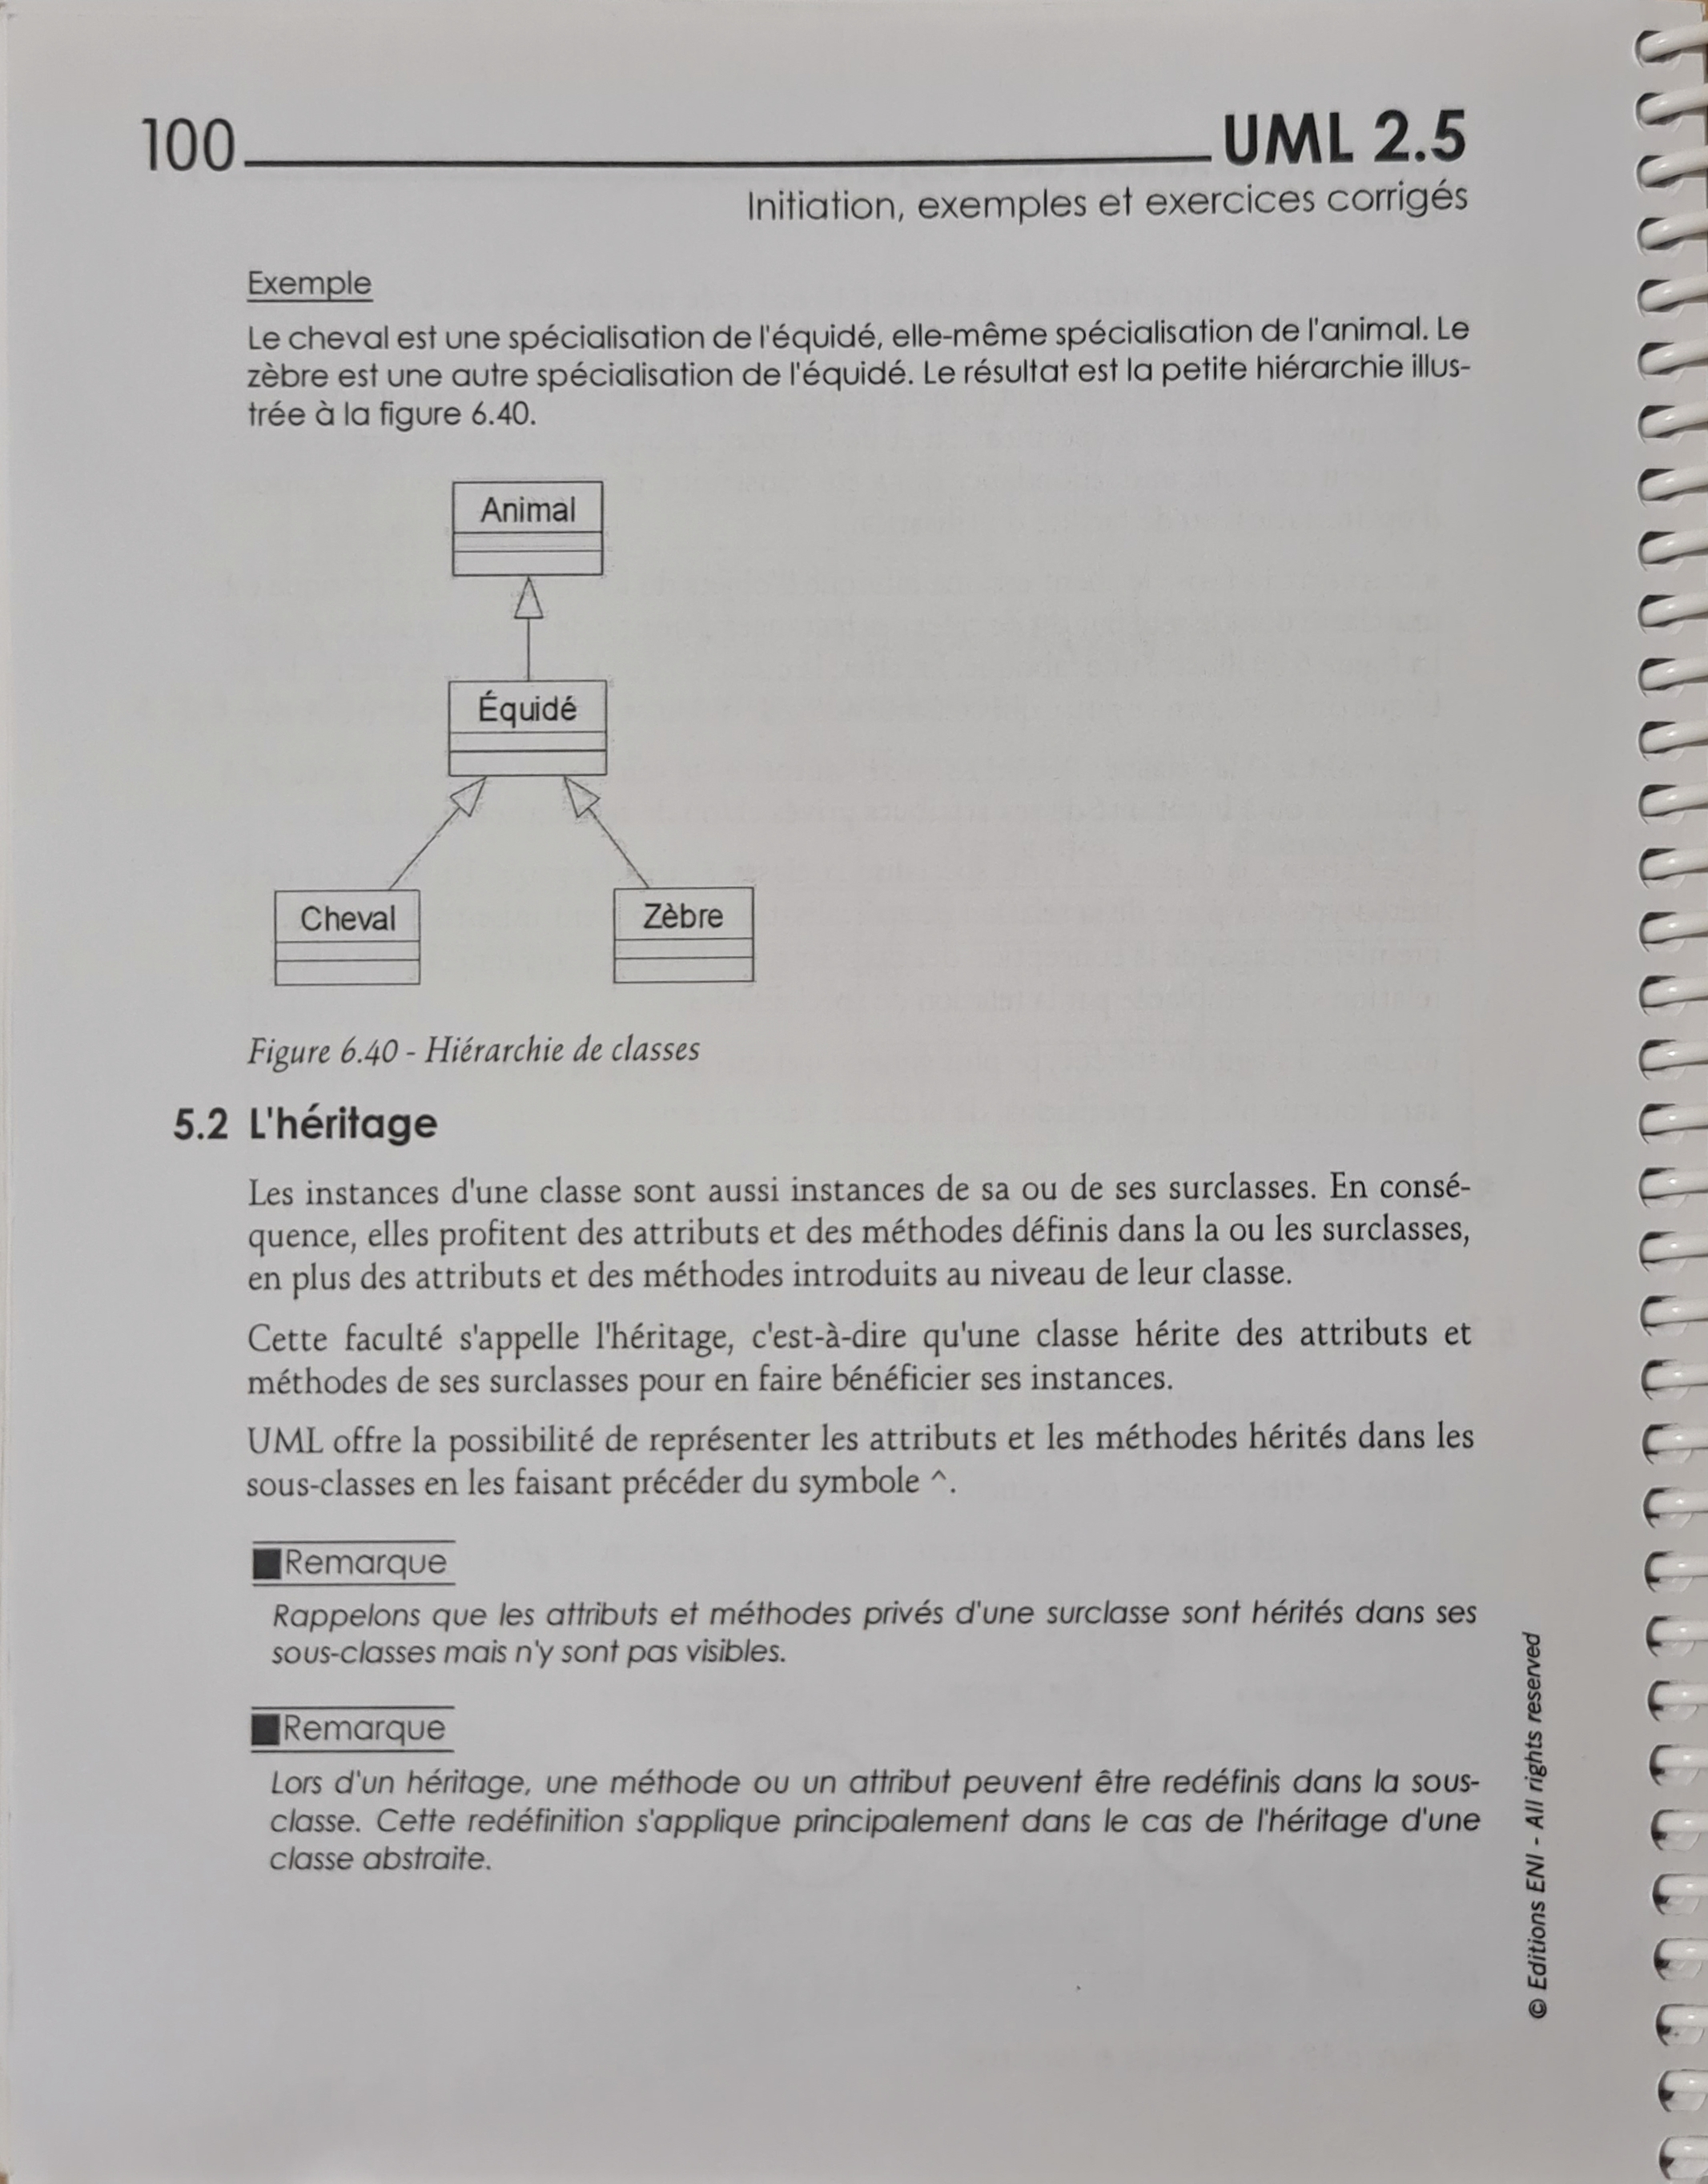 100 UML 2.5
Initiation, exemples et exercices corrigés
Exemple
Le cheval est une spécialisation de l'équidé, elle-même spécialisation de l'animal. Le
zèbre est une autre spécialisation de l'équidé. Le résultat est la petite hiérarchie illus-
trée à la figure 6.40.
Animal
Équidé
Cheval
Zèbre
Figure 6.40 - Hiérarchie de classes
5.2 L'héritage
Les instances d'une classe sont aussi instances de sa ou de ses surclasses. En consé-
quence, elles profitent des attributs et des méthodes définis dans la ou les surclasses,
en plus des attributs et des méthodes introduits au niveau de leur classe.
Cette faculté s'appelle l'héritage, c'est-à-dire qu'une classe hérite des attributs et
méthodes de ses surclasses pour en faire bénéficier ses instances.
UML offre la possibilité de représenter les attributs et les méthodes hérités dans les
sous-classes en les faisant précéder du symbole ^.
Remarque
Rappelons que les attributs et méthodes privés d'une surclasse sont hérités dans ses
sous-classes mais n'y sont pas visibles.
Remarque
Lors d'un héritage, une méthode ou un attribut peuvent être redéfinis dans la sous-
classe. Cette redéfinition s'applique principalement dans le cas de l'héritage d'une
classe abstraite.
© Editions ENI - All rights reserved